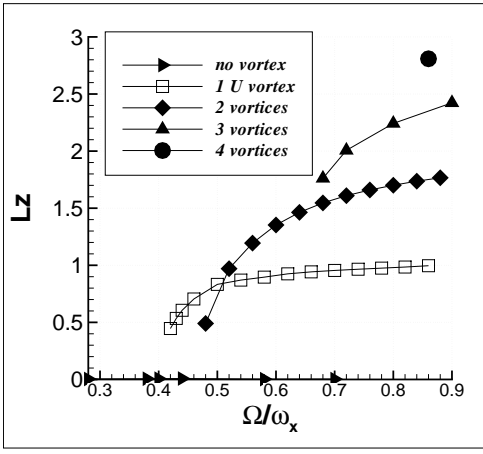 3
2.5
2
1.5
1
0.5
0
Lz
no vortex
1 U vortex
2 vortices
3 vortices
4 vortices
0.3 0.4 0.5 0.6 0.7 0.8 0.9
Ω/ωx